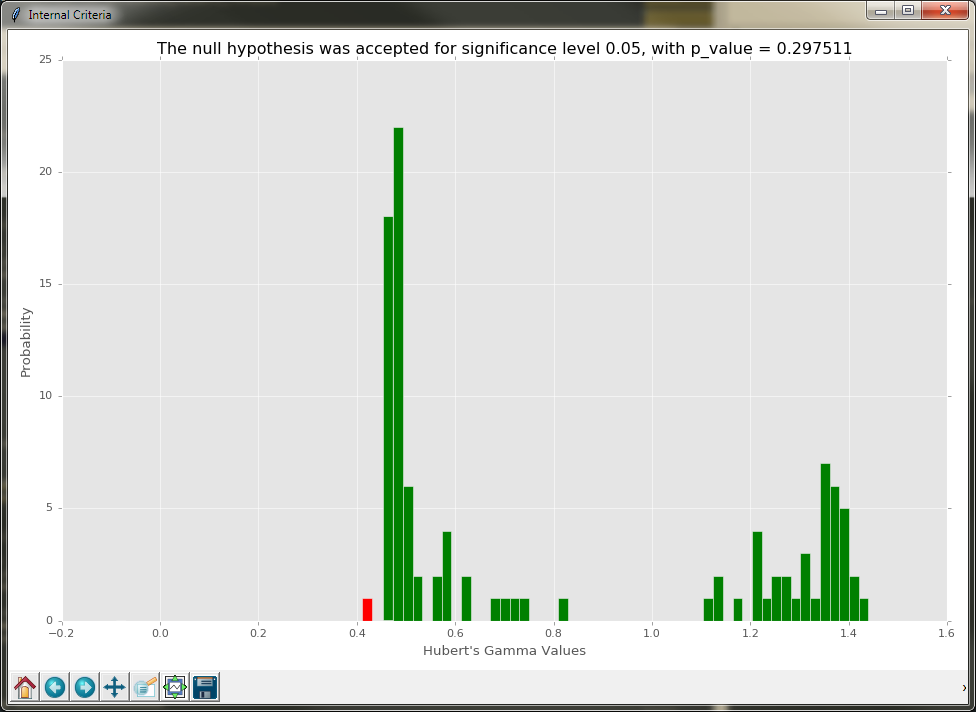 Internal Criteria
The null hypothesis was accepted for significance level 0.05, with p_value = 0.297511
25
20
15
10
5
0
Probability
−0.2 0.0 0.2 0.4 0.6 0.8 1.0 1.2 1.4 1.6
Hubert's Gamma Values